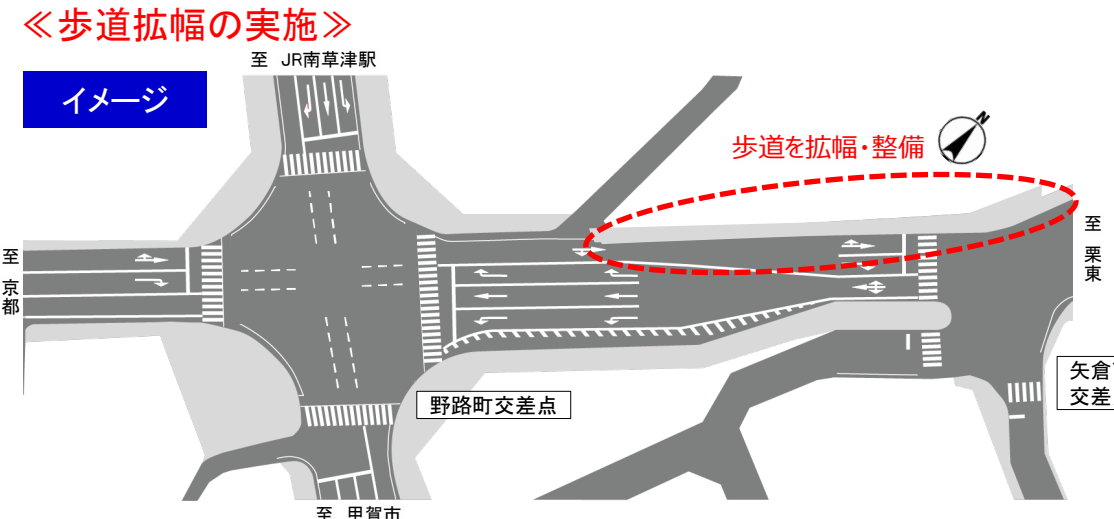 ≪歩道拡幅の実施≫
至 JR南草津駅
イメージ
歩道を拡幅・整備
N
至 京都
至 栗東
野路町交差点
矢倉
交差
至 甲賀市